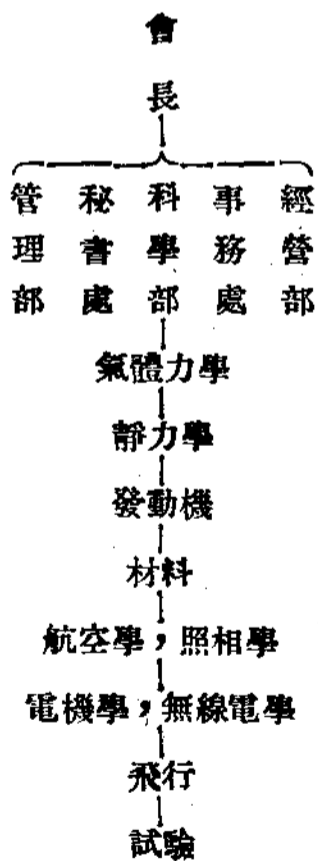 會長
管理部
秘書處
科學部
事務處
經營部
氣體力學
靜力學
發動機
材料
航空學，照相學
電機學，無線電學
飛行
試驗